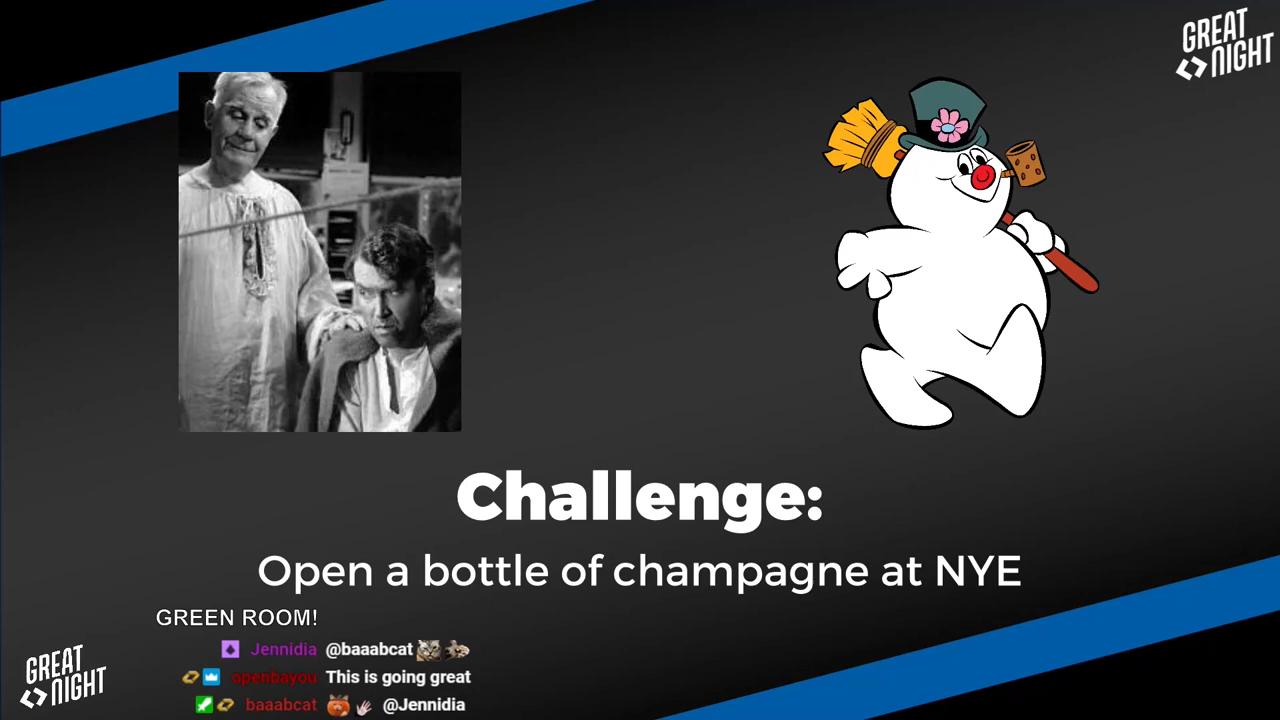 GREAT
NIGHT
Challenge:
Open a bottle of champagne at NYE
GREEN ROOM!
Jennidia @baaabcat
openbayou This is going great
baaabcat @Jennidia
GREAT
NIGHT